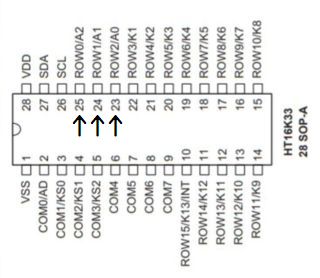 VDD
SDA
SCL
ROW0/A2
ROW1/A1
ROW2/A0
ROW3/K1
ROW4/K2
ROW5/K3
ROW6/K4
ROW7/K5
ROW8/K6
ROW9/K7
ROW10/K8
28 27 26 25 24 23 22 21 20 19 18 17 16 15
1 2 3 4 5 6 7 8 9 10 11 12 13 14
VSS
COM0/AD
COM1/KS0
COM2/KS1
COM3/KS2
COM4
COM5
COM6
COM7
ROW15/K13/INT
ROW14/K12
ROW13/K11
ROW12/K10
ROW11/K9
HT16K33
28 SOP-A